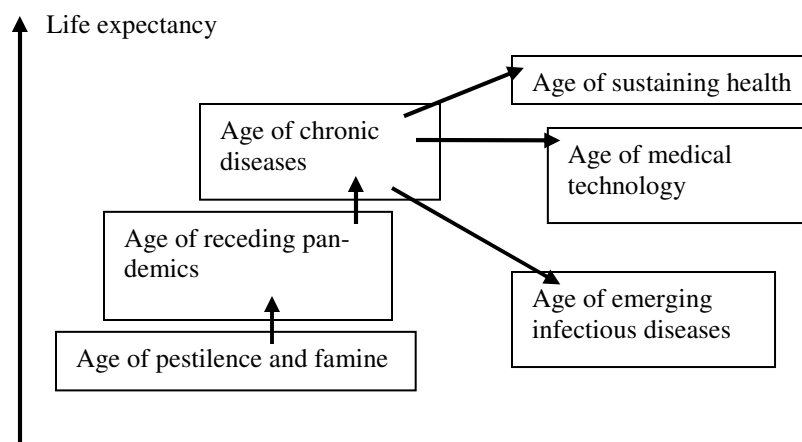 Life expectancy
Age of sustaining health
Age of chronic
diseases
Age of medical
technology
Age of receding pan-
demics
Age of emerging
infectious diseases
Age of pestilence and famine